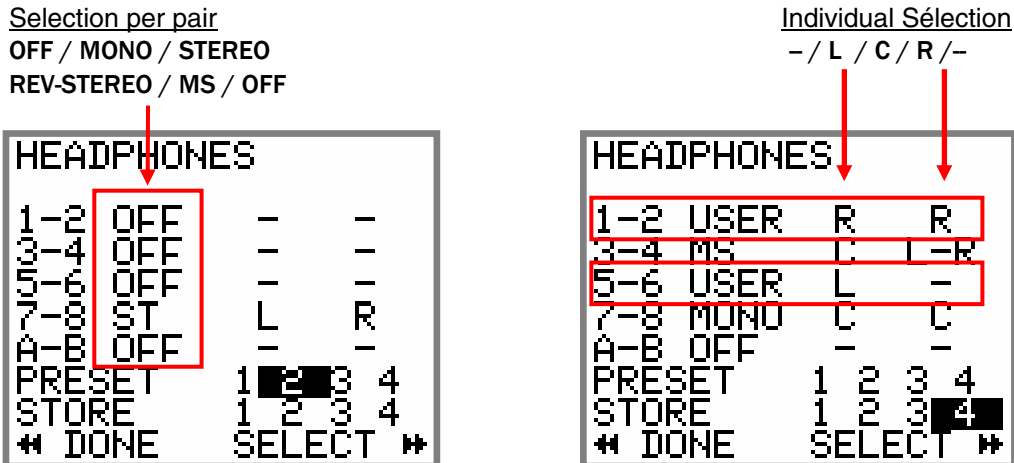 Selection per pair
OFF / MONO / STEREO
REV-STEREO / MS / OFF
HEADPHONES
1-2 OFF - -
3-4 OFF - -
5-6 OFF - -
7-8 ST L R
A-B OFF - -
PRESET 1 2 3 4
STORE 1 2 3 4
DONE SELECT
Individual Sélection
– / L / C / R /--
HEADPHONES
1-2 USER R R
3-4 MS C L-R
5-6 USER L -
7-8 MONO C C
A-B OFF - -
PRESET 1 2 3 4
STORE 1 2 3 4
DONE SELECT